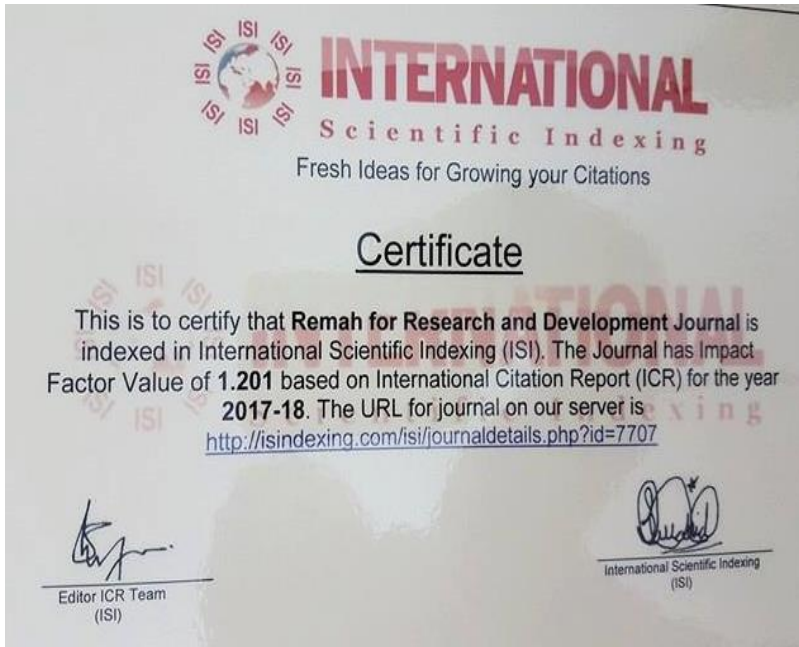 ISI ISI ISI ISI ISI ISI ISI ISI ISI ISI
INTERNATIONAL
Scientific Indexing
Fresh Ideas for Growing your Citations
Certificate
This is to certify that Remah for Research and Development Journal is
indexed in International Scientific Indexing (ISI). The Journal has Impact
Factor Value of 1.201 based on International Citation Report (ICR) for the year
2017-18. The URL for journal on our server is
http://isindexing.com/isi/journaldetails.php?id=7707
Editor ICR Team
(ISI)
International Scientific Indexing
(ISI)